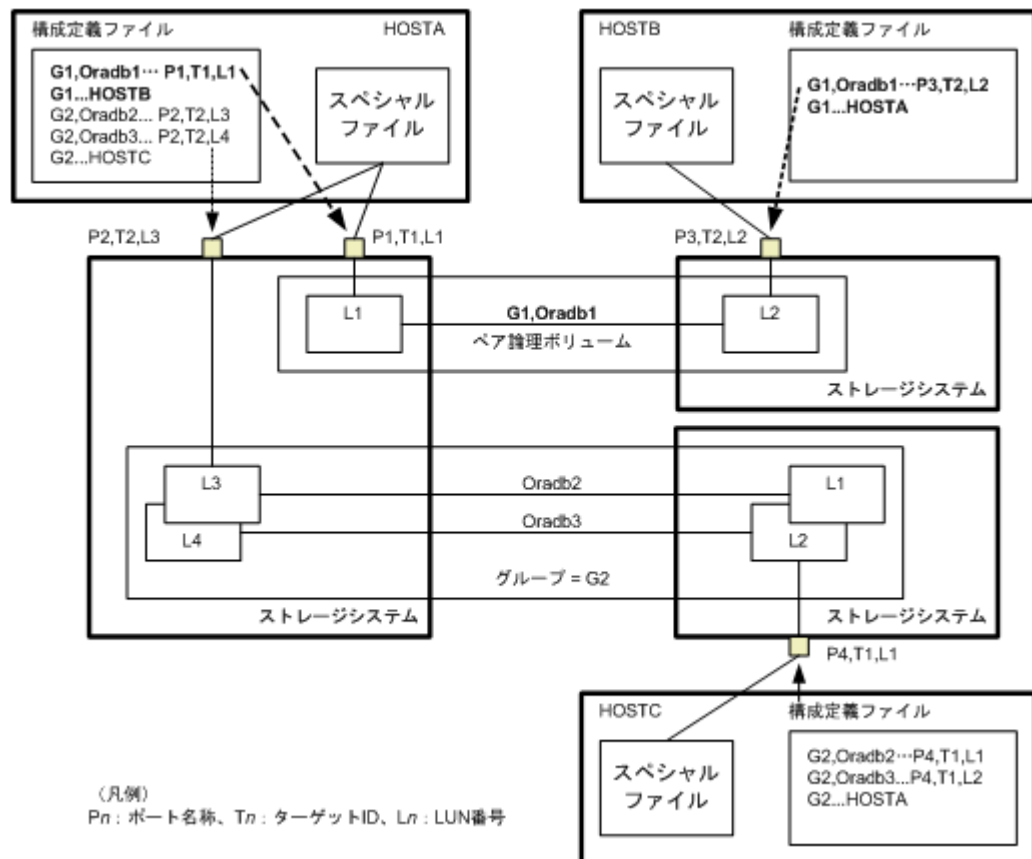 構成定義ファイル
HOSTA
G1,Oradb1… P1,T1,L1
G1...HOSTB
G2,Oradb2... P2,T2,L3
G2,Oradb3... P2,T2,L4
G2...HOSTC
スペシャル
ファイル
HOSTB
構成定義ファイル
スペシャル
ファイル
G1,Oradb1…P3,T2,L2
G1...HOSTA
P2,T2,L3
P1,T1,L1
P3,T2,L2
L1
G1,Oradb1
ペア論理ボリューム
L2
ストレージシステム
L3
L4
Oradb2
Oradb3
L1
L2
グループ = G2
ストレージシステム
ストレージシステム
P4,T1,L1
HOSTC
構成定義ファイル
スペシャル
ファイル
G2,Oradb2…P4,T1,L1
G2,Oradb3...P4,T1,L2
G2...HOSTA
（凡例）
Pn：ポート名称、Tn：ターゲットID、Ln：LUN番号